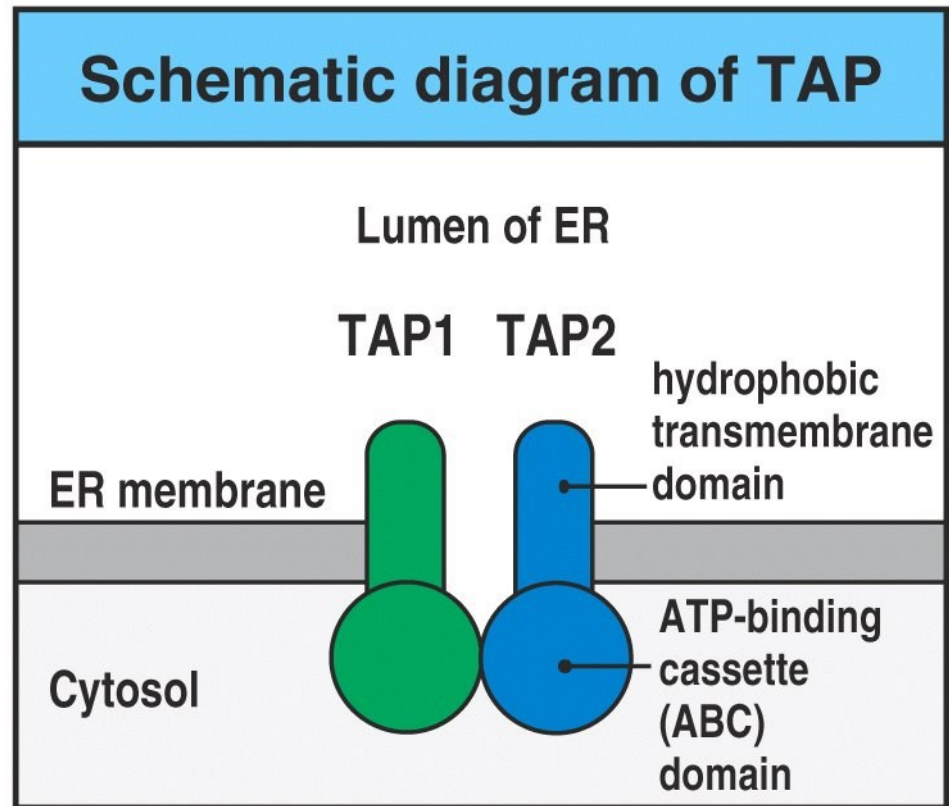 Schematic diagram of TAP
Lumen of ER
TAP1 TAP2
hydrophobic
transmembrane
domain
ER membrane
ATP-binding
cassette
(ABC)
domain
Cytosol